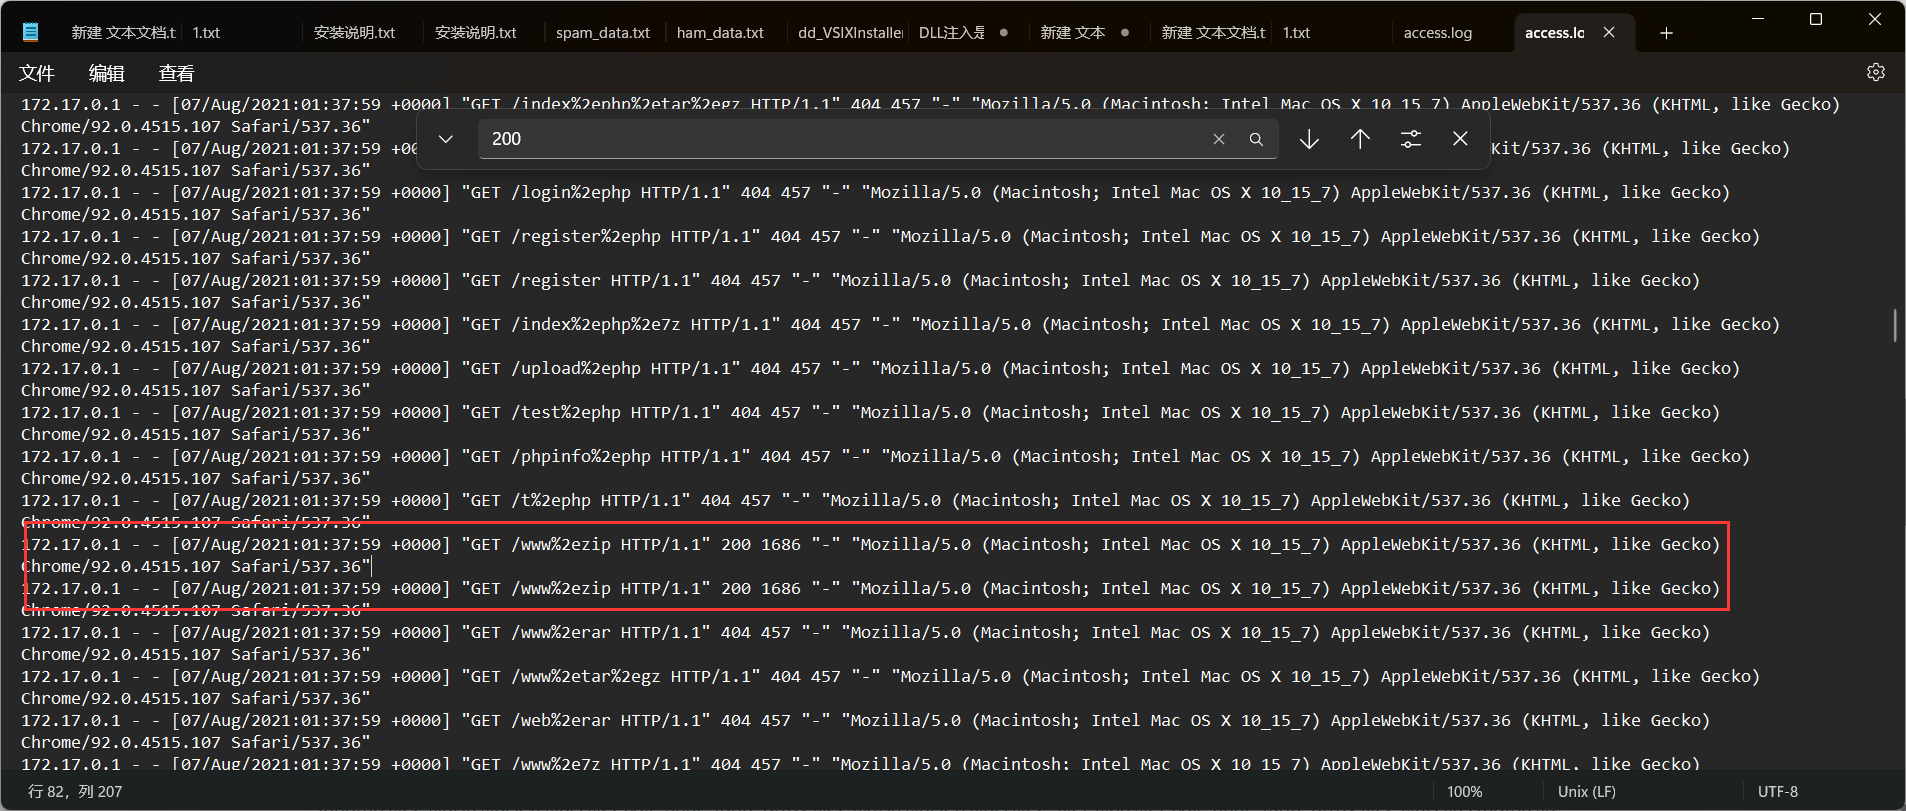 新建 文本文档.t 1.txt 安装说明.txt 安装说明.txt spam_data.txt ham_data.txt dd_VSIXInstaller DLL注入是 新建 文本 新建 文本文档.t 1.txt access.log access.lo
文件 编辑 查看
172.17.0.1 - - [07/Aug/2021:01:37:59 +0000] "GET /index%2ephp%2etar%2egz HTTP/1.1" 404 457 "-" "Mozilla/5.0 (Macintosh; Intel Mac OS X 10_15_7) AppleWebKit/537.36 (KHTML, like Gecko)
Chrome/92.0.4515.107 Safari/537.36"
200
172.17.0.1 - - [07/Aug/2021:01:37:59 +00 Kit/537.36 (KHTML, like Gecko)
Chrome/92.0.4515.107 Safari/537.36"
172.17.0.1 - - [07/Aug/2021:01:37:59 +0000] "GET /login%2ephp HTTP/1.1" 404 457 "-" "Mozilla/5.0 (Macintosh; Intel Mac OS X 10_15_7) AppleWebKit/537.36 (KHTML, like Gecko)
Chrome/92.0.4515.107 Safari/537.36"
172.17.0.1 - - [07/Aug/2021:01:37:59 +0000] "GET /register%2ephp HTTP/1.1" 404 457 "-" "Mozilla/5.0 (Macintosh; Intel Mac OS X 10_15_7) AppleWebKit/537.36 (KHTML, like Gecko)
Chrome/92.0.4515.107 Safari/537.36"
172.17.0.1 - - [07/Aug/2021:01:37:59 +0000] "GET /register HTTP/1.1" 404 457 "-" "Mozilla/5.0 (Macintosh; Intel Mac OS X 10_15_7) AppleWebKit/537.36 (KHTML, like Gecko)
Chrome/92.0.4515.107 Safari/537.36"
172.17.0.1 - - [07/Aug/2021:01:37:59 +0000] "GET /index%2ephp%2e7z HTTP/1.1" 404 457 "-" "Mozilla/5.0 (Macintosh; Intel Mac OS X 10_15_7) AppleWebKit/537.36 (KHTML, like Gecko)
Chrome/92.0.4515.107 Safari/537.36"
172.17.0.1 - - [07/Aug/2021:01:37:59 +0000] "GET /upload%2ephp HTTP/1.1" 404 457 "-" "Mozilla/5.0 (Macintosh; Intel Mac OS X 10_15_7) AppleWebKit/537.36 (KHTML, like Gecko)
Chrome/92.0.4515.107 Safari/537.36"
172.17.0.1 - - [07/Aug/2021:01:37:59 +0000] "GET /test%2ephp HTTP/1.1" 404 457 "-" "Mozilla/5.0 (Macintosh; Intel Mac OS X 10_15_7) AppleWebKit/537.36 (KHTML, like Gecko)
Chrome/92.0.4515.107 Safari/537.36"
172.17.0.1 - - [07/Aug/2021:01:37:59 +0000] "GET /phpinfo%2ephp HTTP/1.1" 404 457 "-" "Mozilla/5.0 (Macintosh; Intel Mac OS X 10_15_7) AppleWebKit/537.36 (KHTML, like Gecko)
Chrome/92.0.4515.107 Safari/537.36"
172.17.0.1 - - [07/Aug/2021:01:37:59 +0000] "GET /t%2ephp HTTP/1.1" 404 457 "-" "Mozilla/5.0 (Macintosh; Intel Mac OS X 10_15_7) AppleWebKit/537.36 (KHTML, like Gecko)
Chrome/92.0.4515.107 Safari/537.36"
172.17.0.1 - - [07/Aug/2021:01:37:59 +0000] "GET /www%2ezip HTTP/1.1" 200 1686 "-" "Mozilla/5.0 (Macintosh; Intel Mac OS X 10_15_7) AppleWebKit/537.36 (KHTML, like Gecko)
Chrome/92.0.4515.107 Safari/537.36"
172.17.0.1 - - [07/Aug/2021:01:37:59 +0000] "GET /www%2ezip HTTP/1.1" 200 1686 "-" "Mozilla/5.0 (Macintosh; Intel Mac OS X 10_15_7) AppleWebKit/537.36 (KHTML, like Gecko)
Chrome/92.0.4515.107 Safari/537.36"
172.17.0.1 - - [07/Aug/2021:01:37:59 +0000] "GET /www%2erar HTTP/1.1" 404 457 "-" "Mozilla/5.0 (Macintosh; Intel Mac OS X 10_15_7) AppleWebKit/537.36 (KHTML, like Gecko)
Chrome/92.0.4515.107 Safari/537.36"
172.17.0.1 - - [07/Aug/2021:01:37:59 +0000] "GET /www%2etar%2egz HTTP/1.1" 404 457 "-" "Mozilla/5.0 (Macintosh; Intel Mac OS X 10_15_7) AppleWebKit/537.36 (KHTML, like Gecko)
Chrome/92.0.4515.107 Safari/537.36"
172.17.0.1 - - [07/Aug/2021:01:37:59 +0000] "GET /web%2erar HTTP/1.1" 404 457 "-" "Mozilla/5.0 (Macintosh; Intel Mac OS X 10_15_7) AppleWebKit/537.36 (KHTML, like Gecko)
Chrome/92.0.4515.107 Safari/537.36"
172.17.0.1 - - [07/Aug/2021:01:37:59 +0000] "GET /www%2e7z HTTP/1.1" 404 457 "-" "Mozilla/5.0 (Macintosh; Intel Mac OS X 10_15_7) AppleWebKit/537.36 (KHTML, like Gecko)
行 82, 列 207 100% Unix (LF) UTF-8